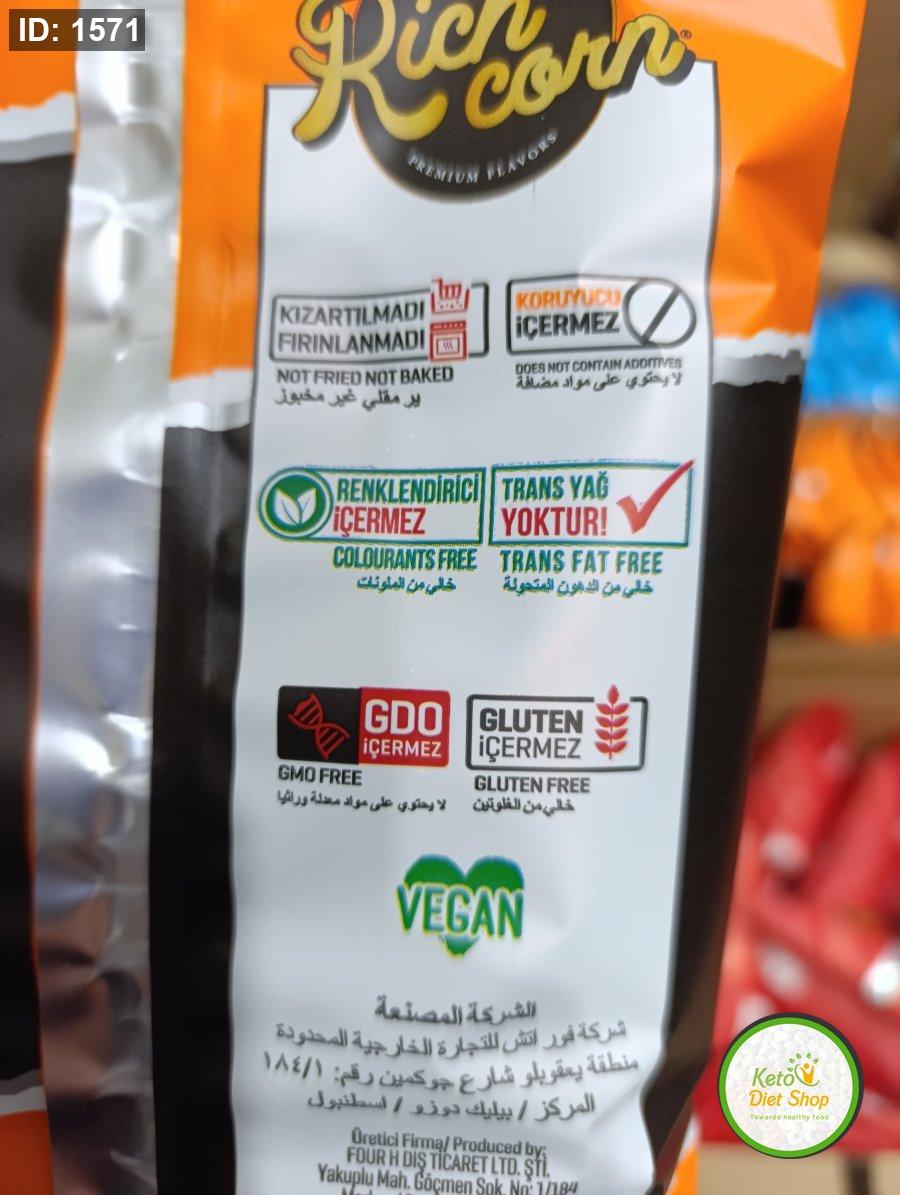 ID: 1571
Rich
corn®
PREMIUM FLAVORS
KIZARTILMADI
FIRINLANMADI
NOT FRIED NOT BAKED
ير مقلي غير مخبوز
KORUYUCU
İÇERMEZ
DOES NOT CONTAIN ADDITIVES
لا يحتوي على مواد مضافة
RENKLENDİRİCİ
İÇERMEZ
COLOURANTS FREE
خالي من الملونات
TRANS YAĞ
YOKTUR!
TRANS FAT FREE
خالي من الدهون المتحولة
GDO
İÇERMEZ
GMO FREE
لا يحتوي على مواد معدلة وراثيا
GLUTEN
İÇERMEZ
GLUTEN FREE
خالي من الغلوتين
VEGAN
الشركة المصنعة
شركة فور اتش للتجارة الخارجية المحدودة
منطقة يعقوبلو شارع جوكمين رقم: ١٨٤/١
المركز / بيليك دوزو / اسطنبول
Üretici Firma/ Produced by:
FOUR H DIŞ TİCARET LTD. ŞTİ.
Yakuplu Mah. Göçmen Sok. No: 1/184
Keto
Diet Shop
Towards healthy food